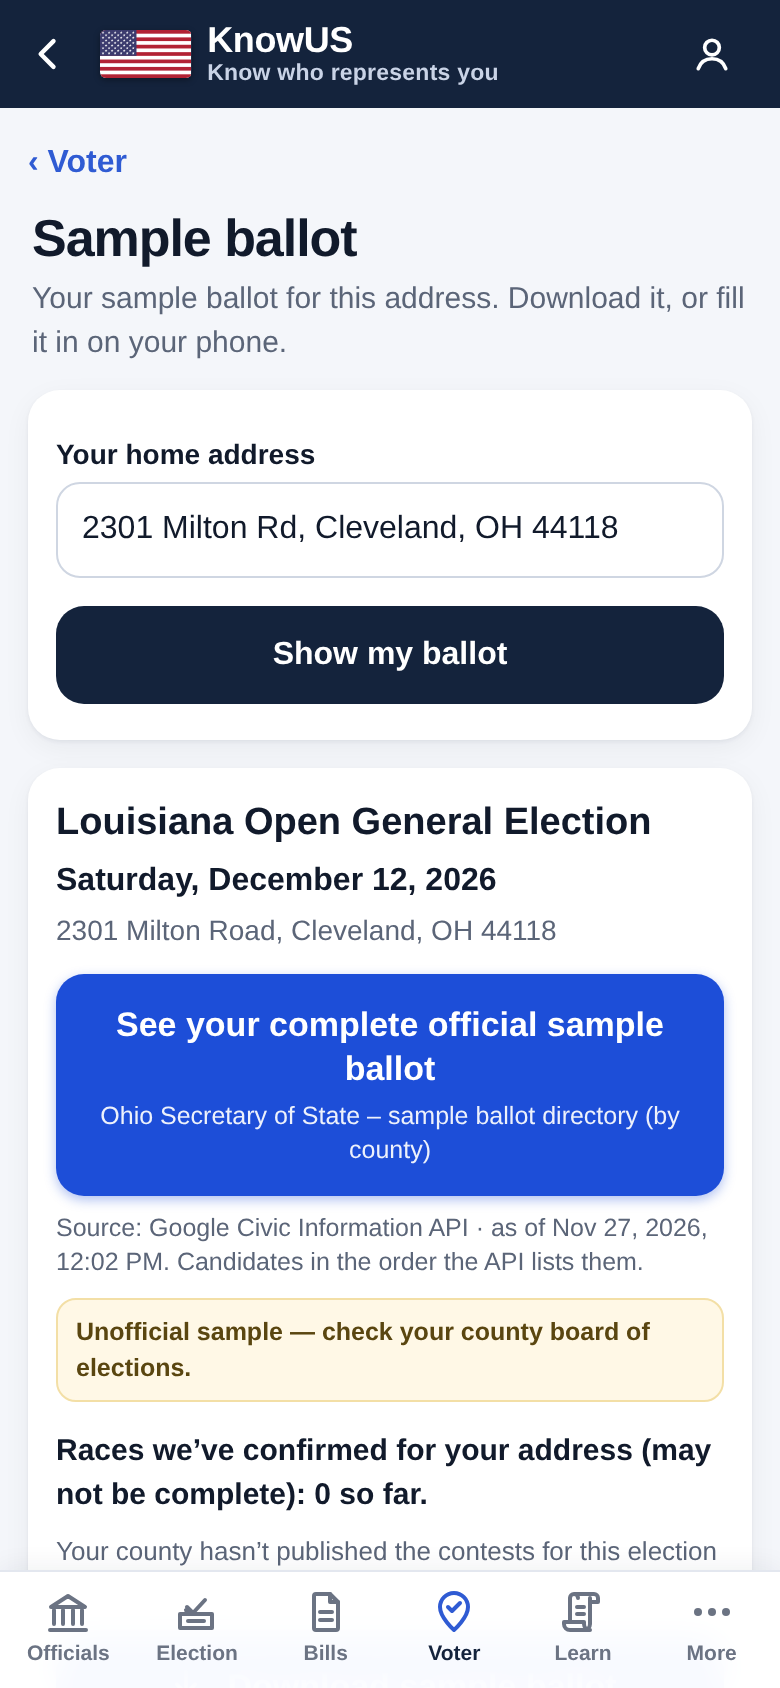 KnowUS
Know who represents you
‹ Voter
Sample ballot
Your sample ballot for this address. Download it, or fill
it in on your phone.
Your home address
2301 Milton Rd, Cleveland, OH 44118
Show my ballot
Louisiana Open General Election
Saturday, December 12, 2026
2301 Milton Road, Cleveland, OH 44118
See your complete official sample
ballot
Ohio Secretary of State – sample ballot directory (by
county)
Source: Google Civic Information API · as of Nov 27, 2026,
12:02 PM. Candidates in the order the API lists them.
Unofficial sample — check your county board of
elections.
Races we’ve confirmed for your address (may
not be complete): 0 so far.
Your county hasn’t published the contests for this election
Officials
Election
Bills
Voter
Learn
More